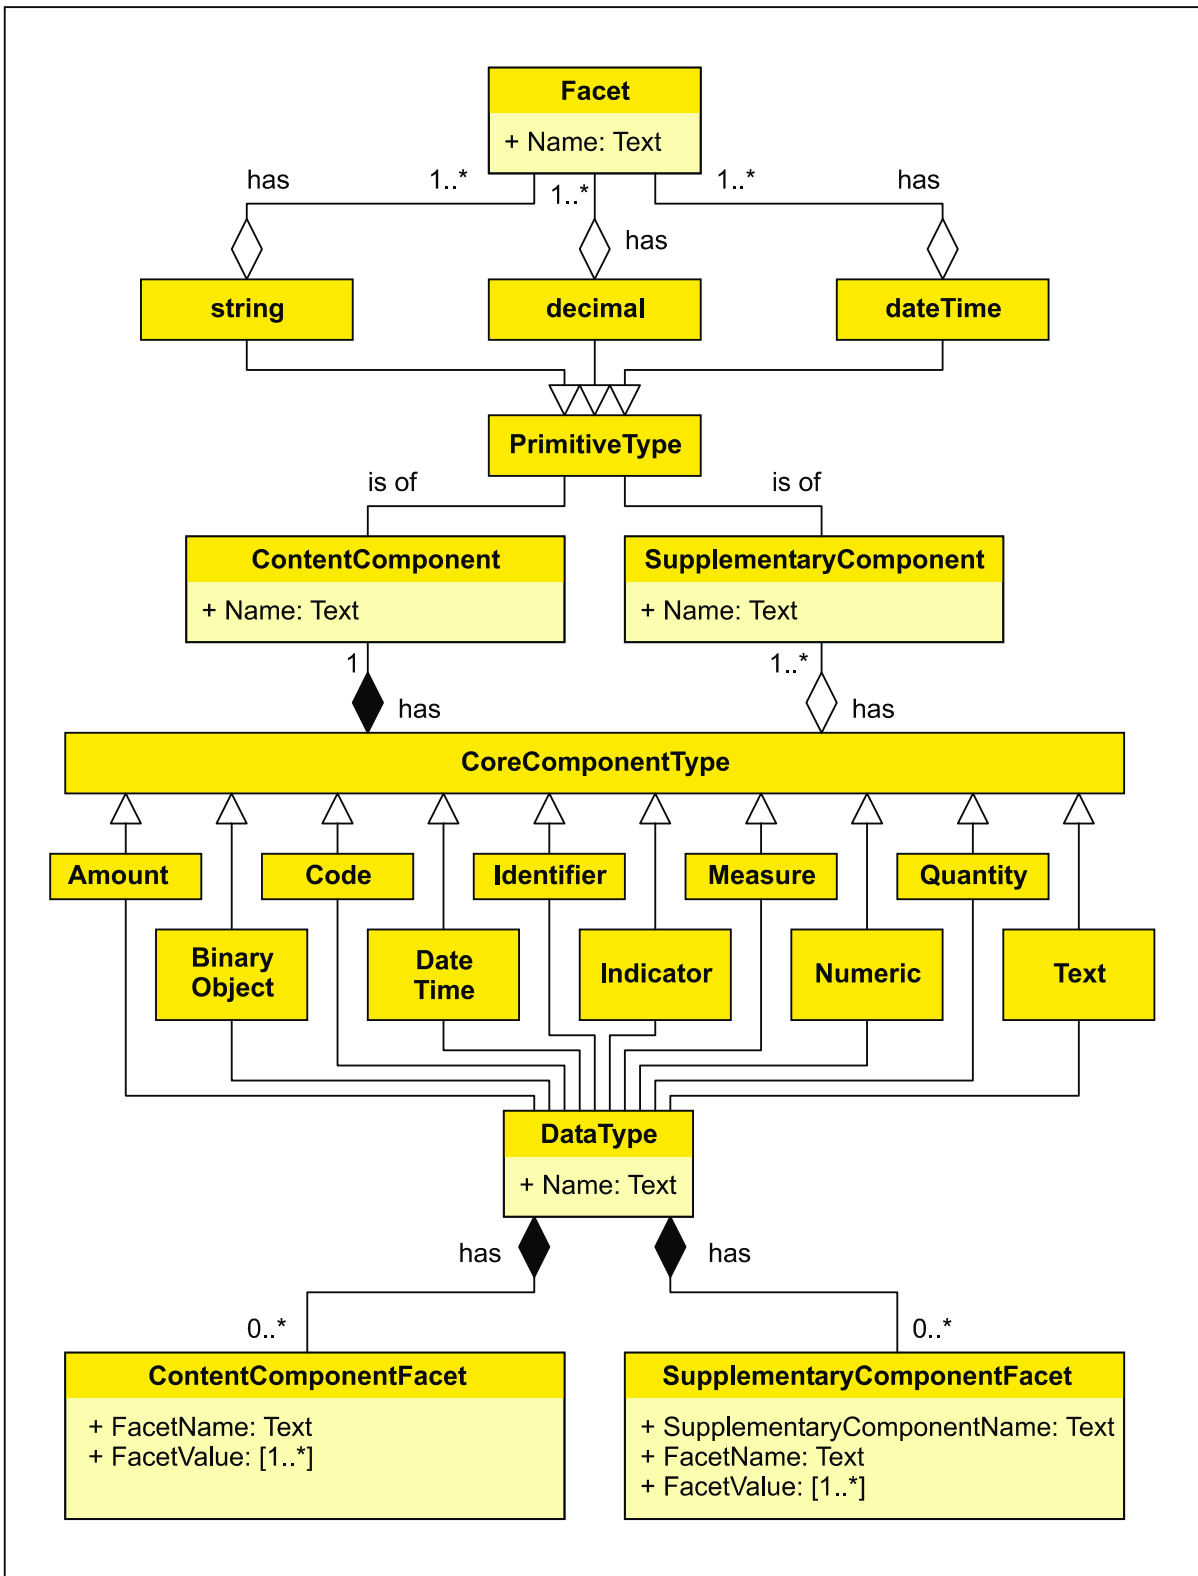 Facet
+ Name: Text
has
1..*
1..*
has
1..*
has
string
decimal
dateTime
PrimitiveType
is of
is of
ContentComponent
+ Name: Text
SupplementaryComponent
+ Name: Text
1
has
1..*
has
CoreComponentType
Amount
Code
Identifier
Measure
Quantity
Binary
Object
Date
Time
Indicator
Numeric
Text
DataType
+ Name: Text
has
has
0..*
0..*
ContentComponentFacet
+ FacetName: Text
+ FacetValue: [1..*]
SupplementaryComponentFacet
+ SupplementaryComponentName: Text
+ FacetName: Text
+ FacetValue: [1..*]